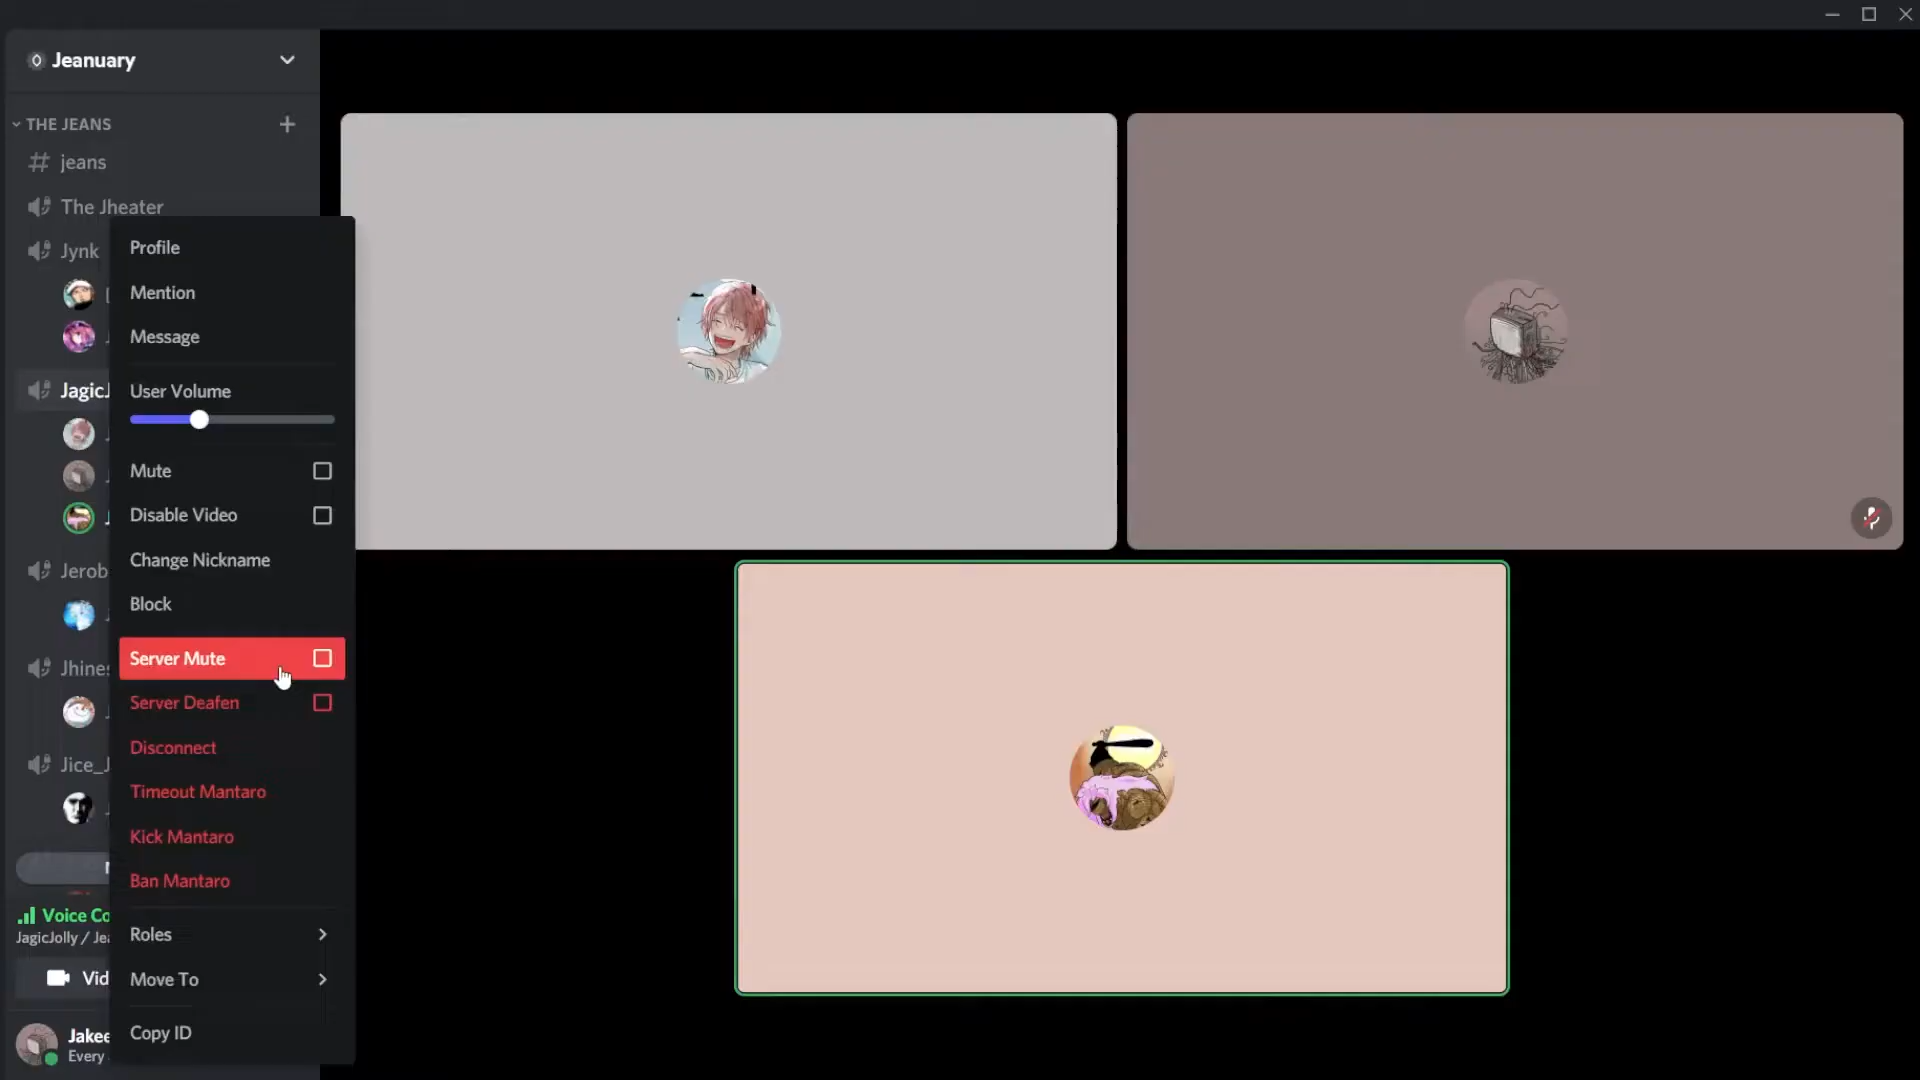 Jeanuary
THE JEANS
jeans
The Jheater
Jynk
JagicJ
Jerob
Jhines
Jice_J
Profile
Mention
Message
User Volume
Mute
Disable Video
Change Nickname
Block
Server Mute
Server Deafen
Disconnect
Timeout Mantaro
Kick Mantaro
Ban Mantaro
Roles
Move To
Copy ID
Voice Co
JagicJolly / Jea
Vid
Jakee
Every